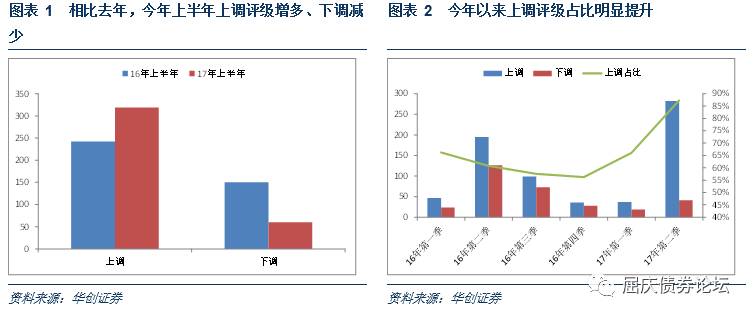 图表 1 相比去年，今年上半年上调评级增多、下调减
少
16年上半年 17年上半年
350
300
250
200
150
100
50
0
上调 下调
资料来源：华创证券
图表 2 今年以来上调评级占比明显提升
上调 下调 上调占比
300
250
200
150
100
50
0
90%
85%
80%
75%
70%
65%
60%
55%
50%
45%
40%
16年第一季 16年第二季 16年第三季 16年第四季 17年第一季 17年第二季
资料来源：华创证券
屈庆债券论坛